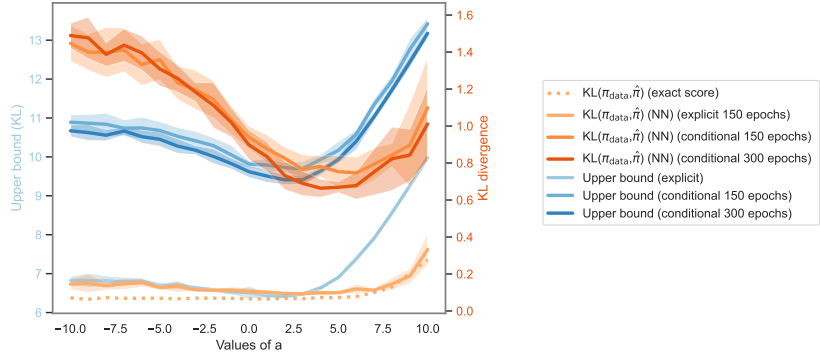 13
12
11
10
9
8
7
6
Upper bound (KL)
1.6
1.4
1.2
1.0
0.8
0.6
0.4
0.2
0.0
KL divergence
−10.0 −7.5 −5.0 −2.5 0.0 2.5 5.0 7.5 10.0
Values of a
KL(π_data,π̂) (exact score)
KL(π_data,π̂) (NN) (explicit 150 epochs)
KL(π_data,π̂) (NN) (conditional 150 epochs)
KL(π_data,π̂) (NN) (conditional 300 epochs)
Upper bound (explicit)
Upper bound (conditional 150 epochs)
Upper bound (conditional 300 epochs)